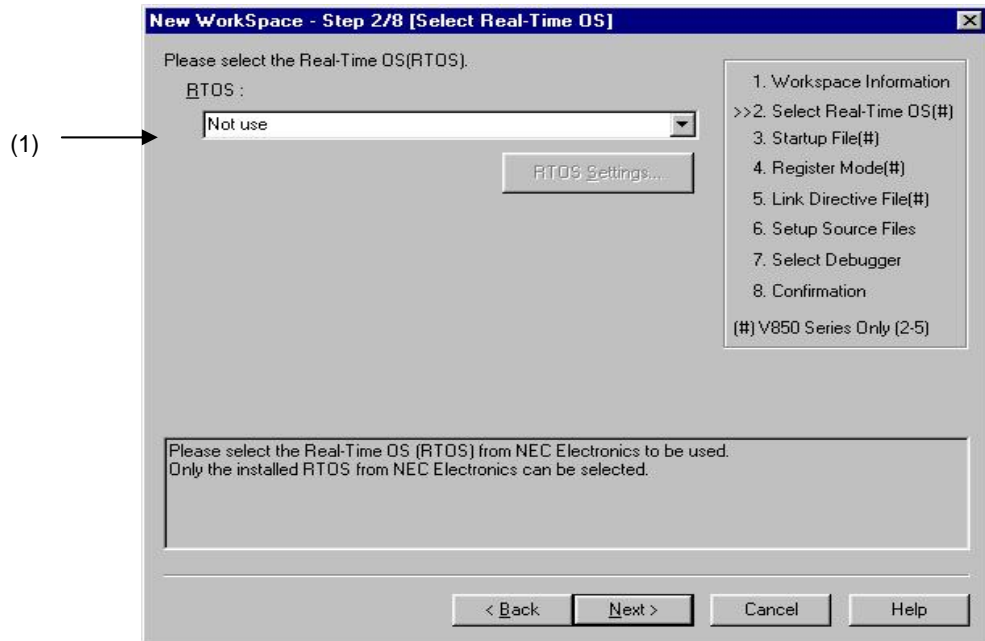 New WorkSpace - Step 2/8 [Select Real-Time OS]
Please select the Real-Time OS(RTOS).
RTOS :
(1)
Not use
RTOS Settings...
1. Workspace Information
>>2. Select Real-Time OS(#)
3. Startup File(#)
4. Register Mode(#)
5. Link Directive File(#)
6. Setup Source Files
7. Select Debugger
8. Confirmation
(#) V850 Series Only (2-5)
Please select the Real-Time OS (RTOS) from NEC Electronics to be used.
Only the installed RTOS from NEC Electronics can be selected.
< Back
Next >
Cancel
Help